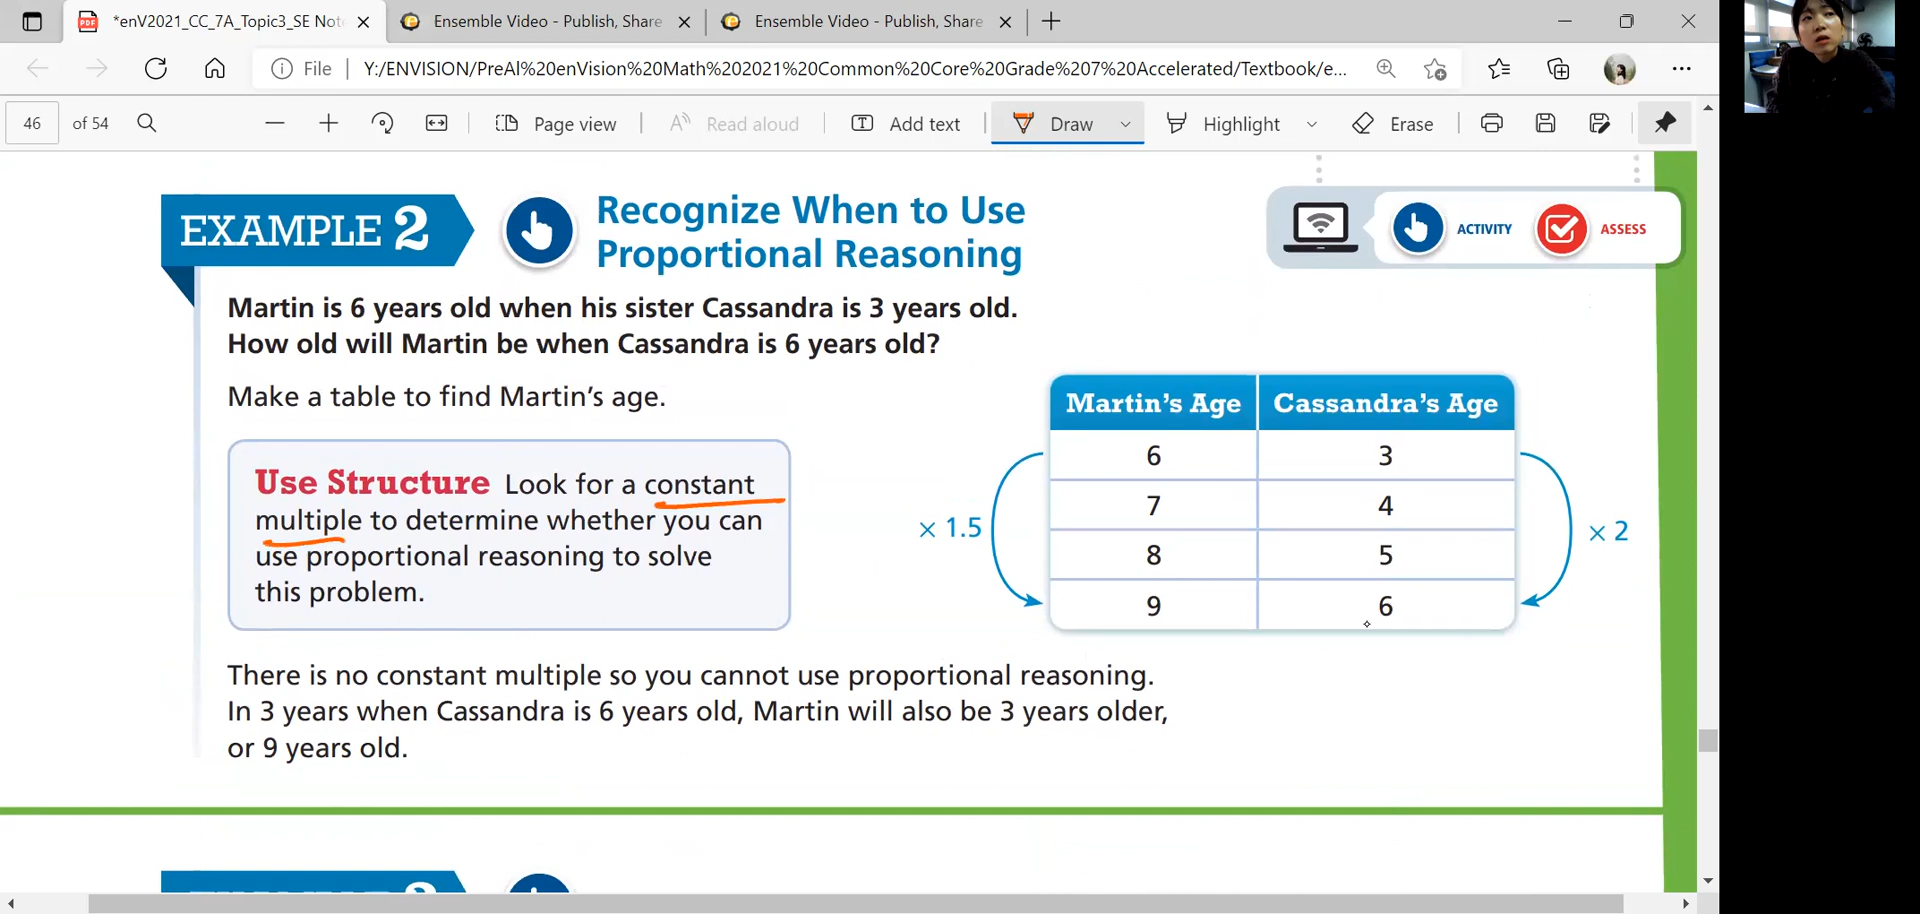 *enV2021_CC_7A_Topic3_SE Not
Ensemble Video - Publish, Share
Ensemble Video - Publish, Share
File
Y:/ENVISION/PreAl%20enVision%20Math%202021%20Common%20Core%20Grade%207%20Accelerated/Textbook/e...
46 of 54
Page view
Read aloud
Add text
Draw
Highlight
Erase
EXAMPLE 2
Recognize When to Use
Proportional Reasoning
ACTIVITY
ASSESS
Martin is 6 years old when his sister Cassandra is 3 years old.
How old will Martin be when Cassandra is 6 years old?
Make a table to find Martin's age.
Use Structure Look for a constant
multiple to determine whether you can
use proportional reasoning to solve
this problem.
Martin's Age Cassandra's Age
6 3
7 4
8 5
9 6
× 1.5
× 2
There is no constant multiple so you cannot use proportional reasoning.
In 3 years when Cassandra is 6 years old, Martin will also be 3 years older,
or 9 years old.